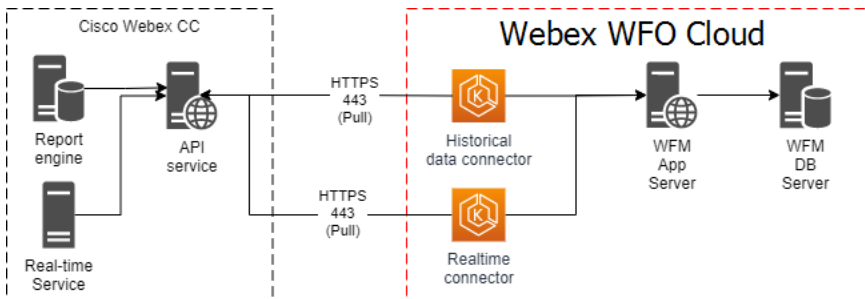 Cisco Webex CC
Webex WFO Cloud
Report
engine
API
service
HTTPS
443
(Pull)
K
Historical
data connector
WFM
App
Server
WFM
DB
Server
Real-time
Service
HTTPS
443
(Pull)
K
Realtime
connector